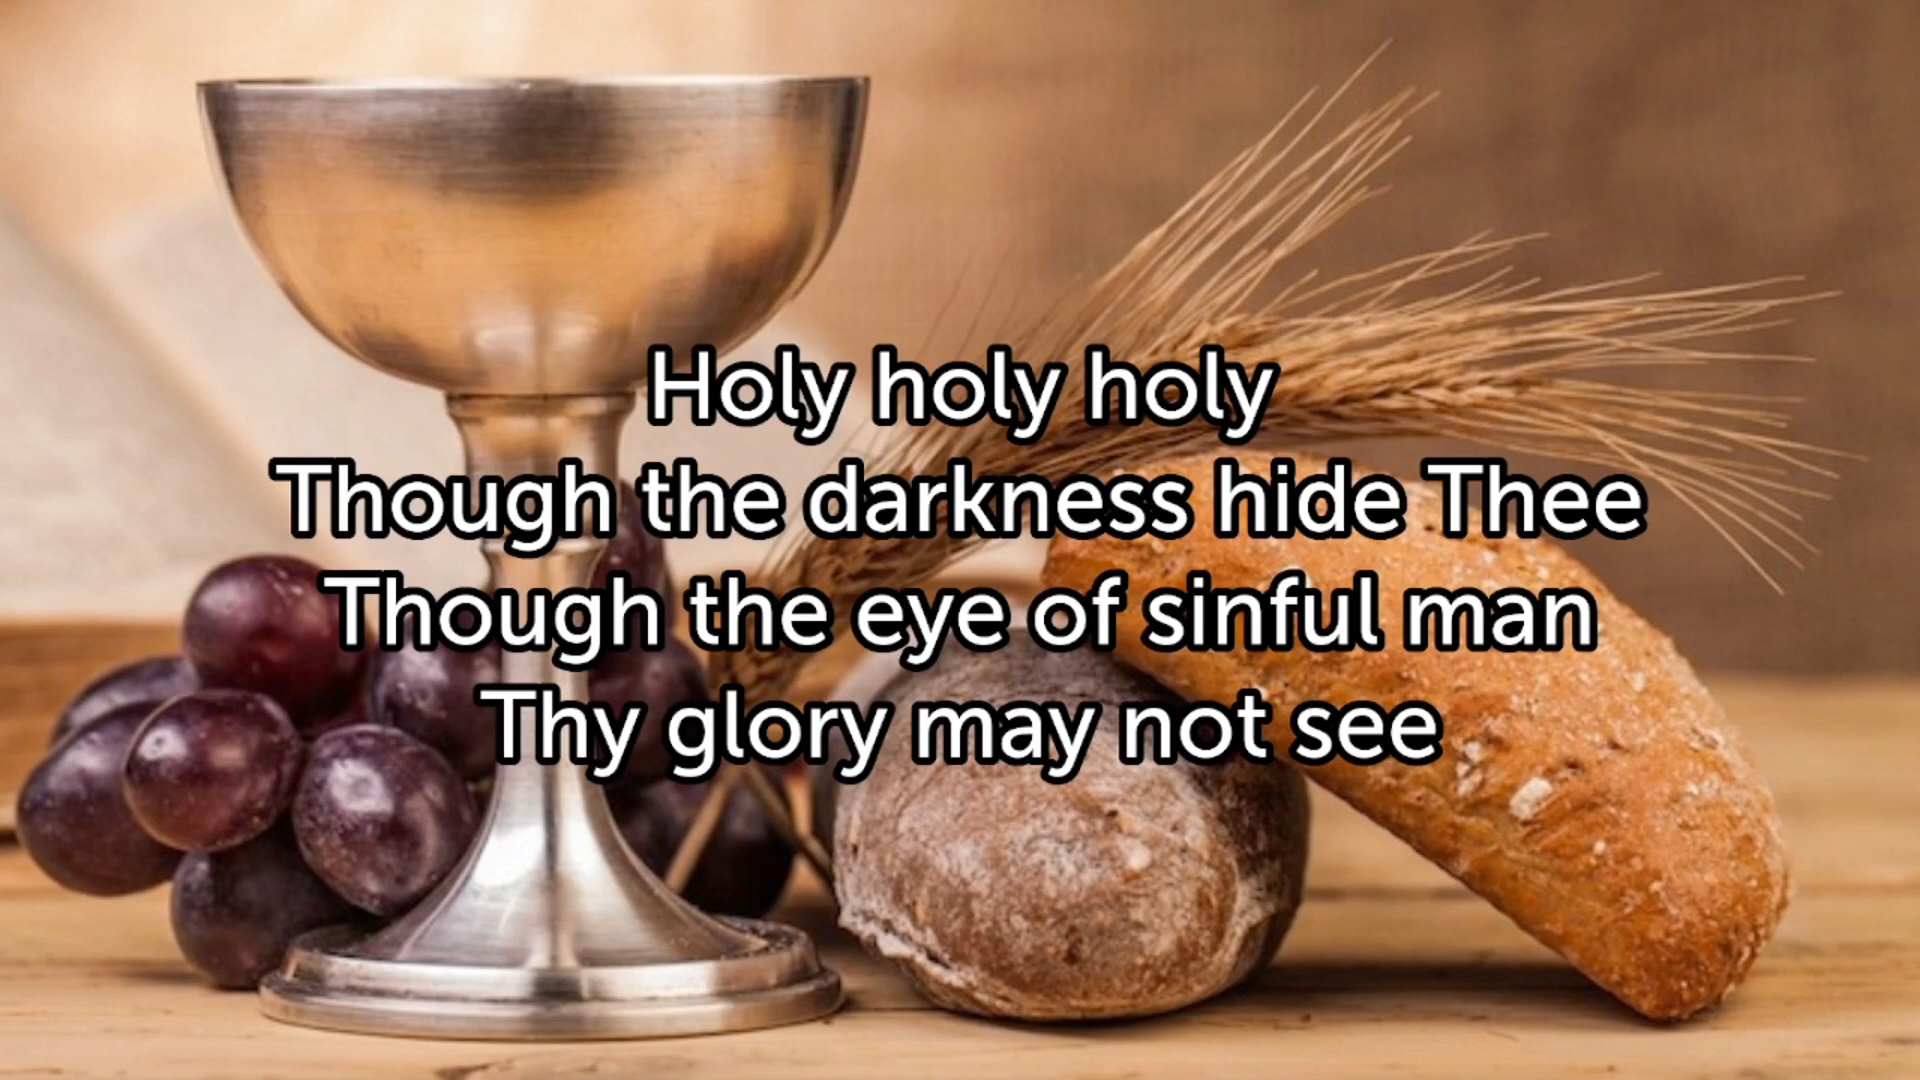 Holy holy holy
Though the darkness hide Thee
Though the eye of sinful man
Thy glory may not see